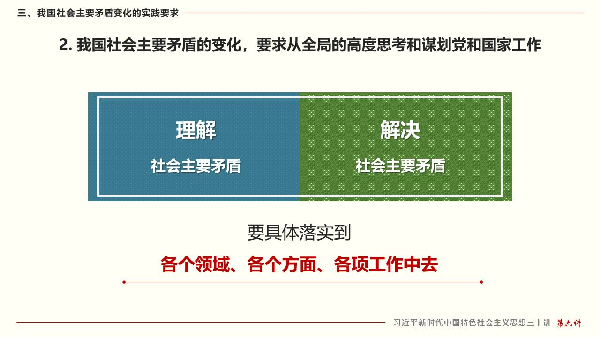 三、我国社会主要矛盾变化的实践要求
2. 我国社会主要矛盾的变化，要求从全局的高度思考和谋划党和国家工作
理解 解决
社会主要矛盾 社会主要矛盾
要具体落实到
各个领域、各个方面、各项工作中去
习近平新时代中国特色社会主义思想三十讲 第六讲